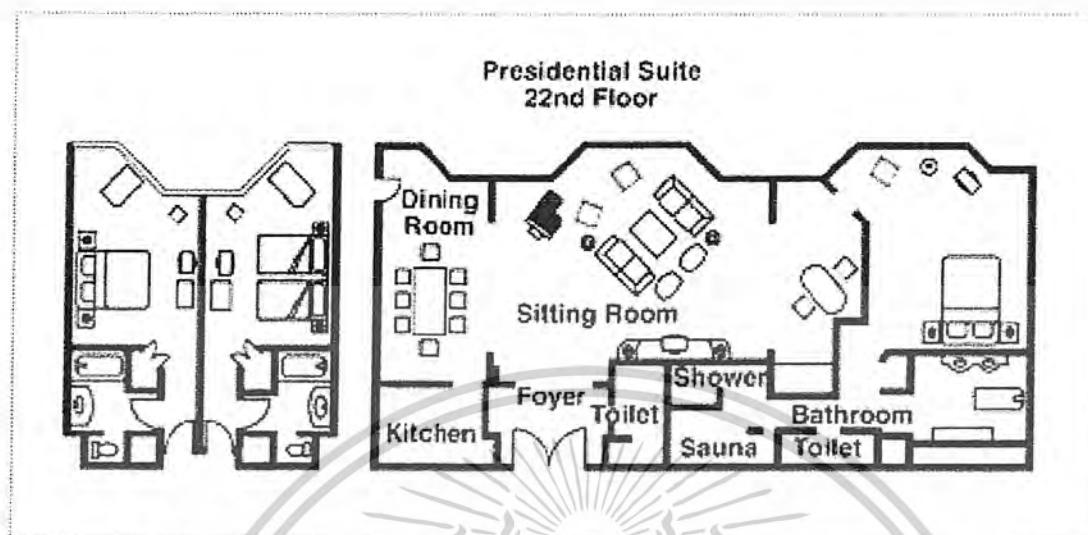 Presidential Suite
22nd Floor
Dining
Room
Sitting Room
Shower
Foyer
Toilet
Bathroom
Kitchen
Sauna
Toilet